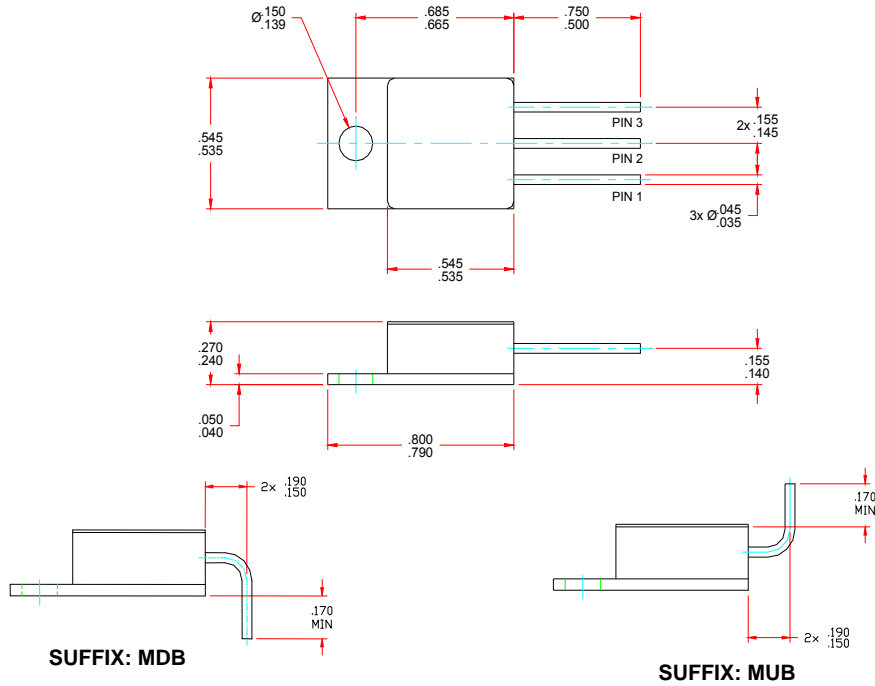 Ø.150
.139
.685
.665
.750
.500
.545
.535
PIN 3
PIN 2
PIN 1
2x .155
.145
3x Ø.045
.035
.545
.535
.270
.240
.050
.040
.155
.140
.800
.790
2x .190
.150
.170
MIN
SUFFIX: MDB
.170
MIN
2x .190
.150
SUFFIX: MUB